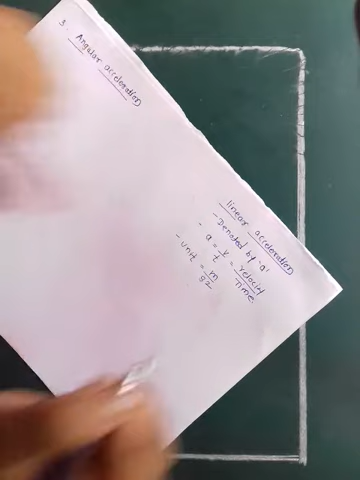 3. Angular acceleration
linear acceleration
- Denoted by 'a'
- a = v/t = velocity/Time
- unit = m/s2